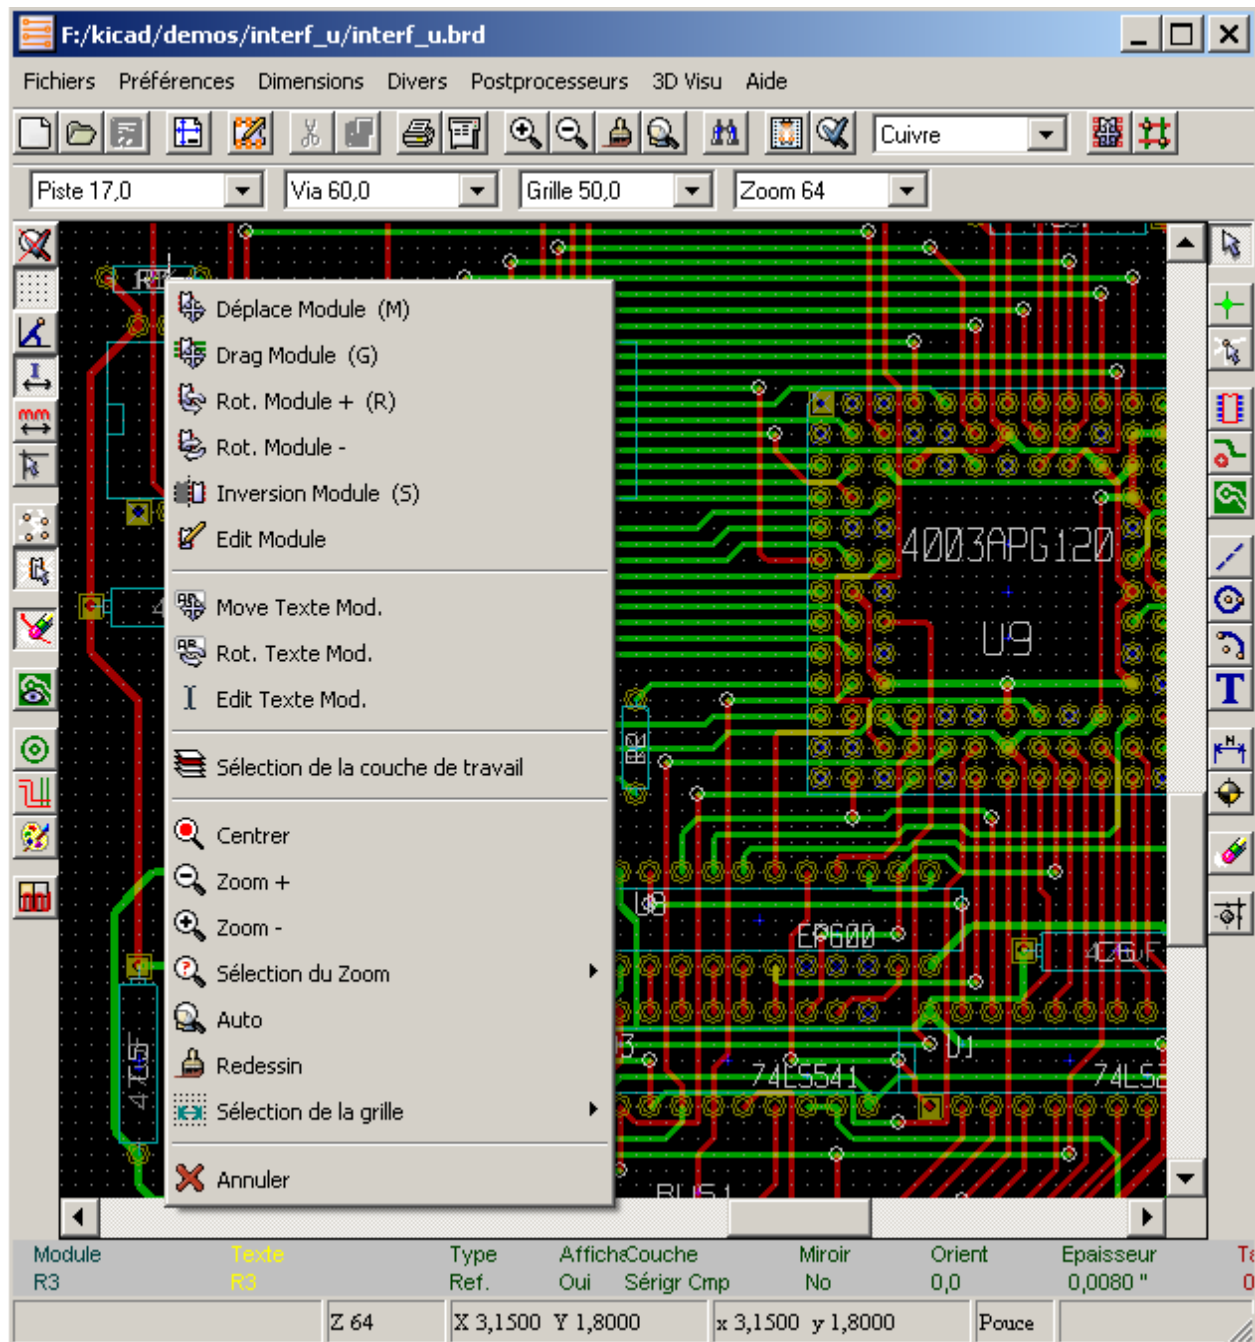 F:/kicad/demos/interf_u/interf_u.brd
Fichiers Préférences Dimensions Divers Postprocesseurs 3D Visu Aide
Cuivre
Piste 17,0 Via 60,0 Grille 50,0 Zoom 64
mm
Déplace Module (M)
Drag Module (G)
Rot. Module + (R)
Rot. Module -
Inversion Module (S)
Edit Module
Move Texte Mod.
Rot. Texte Mod.
Edit Texte Mod.
Sélection de la couche de travail
Centrer
Zoom +
Zoom -
Sélection du Zoom
Auto
Redessin
Sélection de la grille
Annuler
4003APG120
U9
U8
EP600
74LS541
74LS
BUS1
T
N
Module Texte Type Affiche Couche Miroir Orient Epaisseur
R3 R3 Ref. Oui Sérigr Cmp No 0,0 0,0080 "
Z 64 X 3,1500 Y 1,8000 x 3,1500 y 1,8000 Pouce